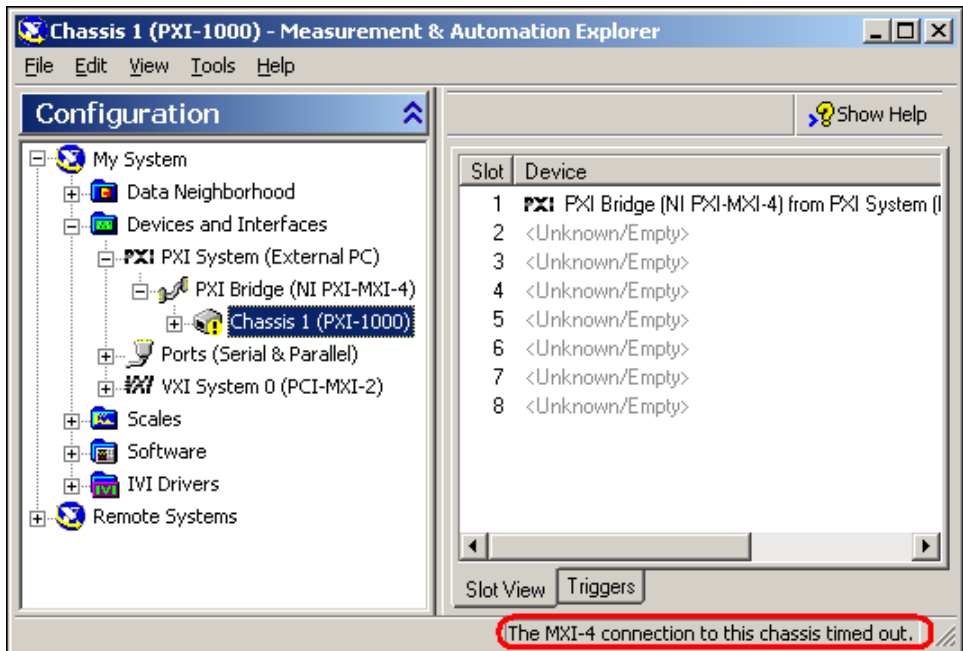 Chassis 1 (PXI-1000) - Measurement & Automation Explorer
File Edit View Tools Help
Configuration
Show Help
My System
Data Neighborhood
Devices and Interfaces
PXI PXI System (External PC)
PXI Bridge (NI PXI-MXI-4)
Chassis 1 (PXI-1000)
Ports (Serial & Parallel)
VXI VXI System 0 (PCI-MXI-2)
Scales
Software
IVI IVI Drivers
Remote Systems
Slot Device
1 PXI PXI Bridge (NI PXI-MXI-4) from PXI System (
2 <Unknown/Empty>
3 <Unknown/Empty>
4 <Unknown/Empty>
5 <Unknown/Empty>
6 <Unknown/Empty>
7 <Unknown/Empty>
8 <Unknown/Empty>
Slot View Triggers
The MXI-4 connection to this chassis timed out.